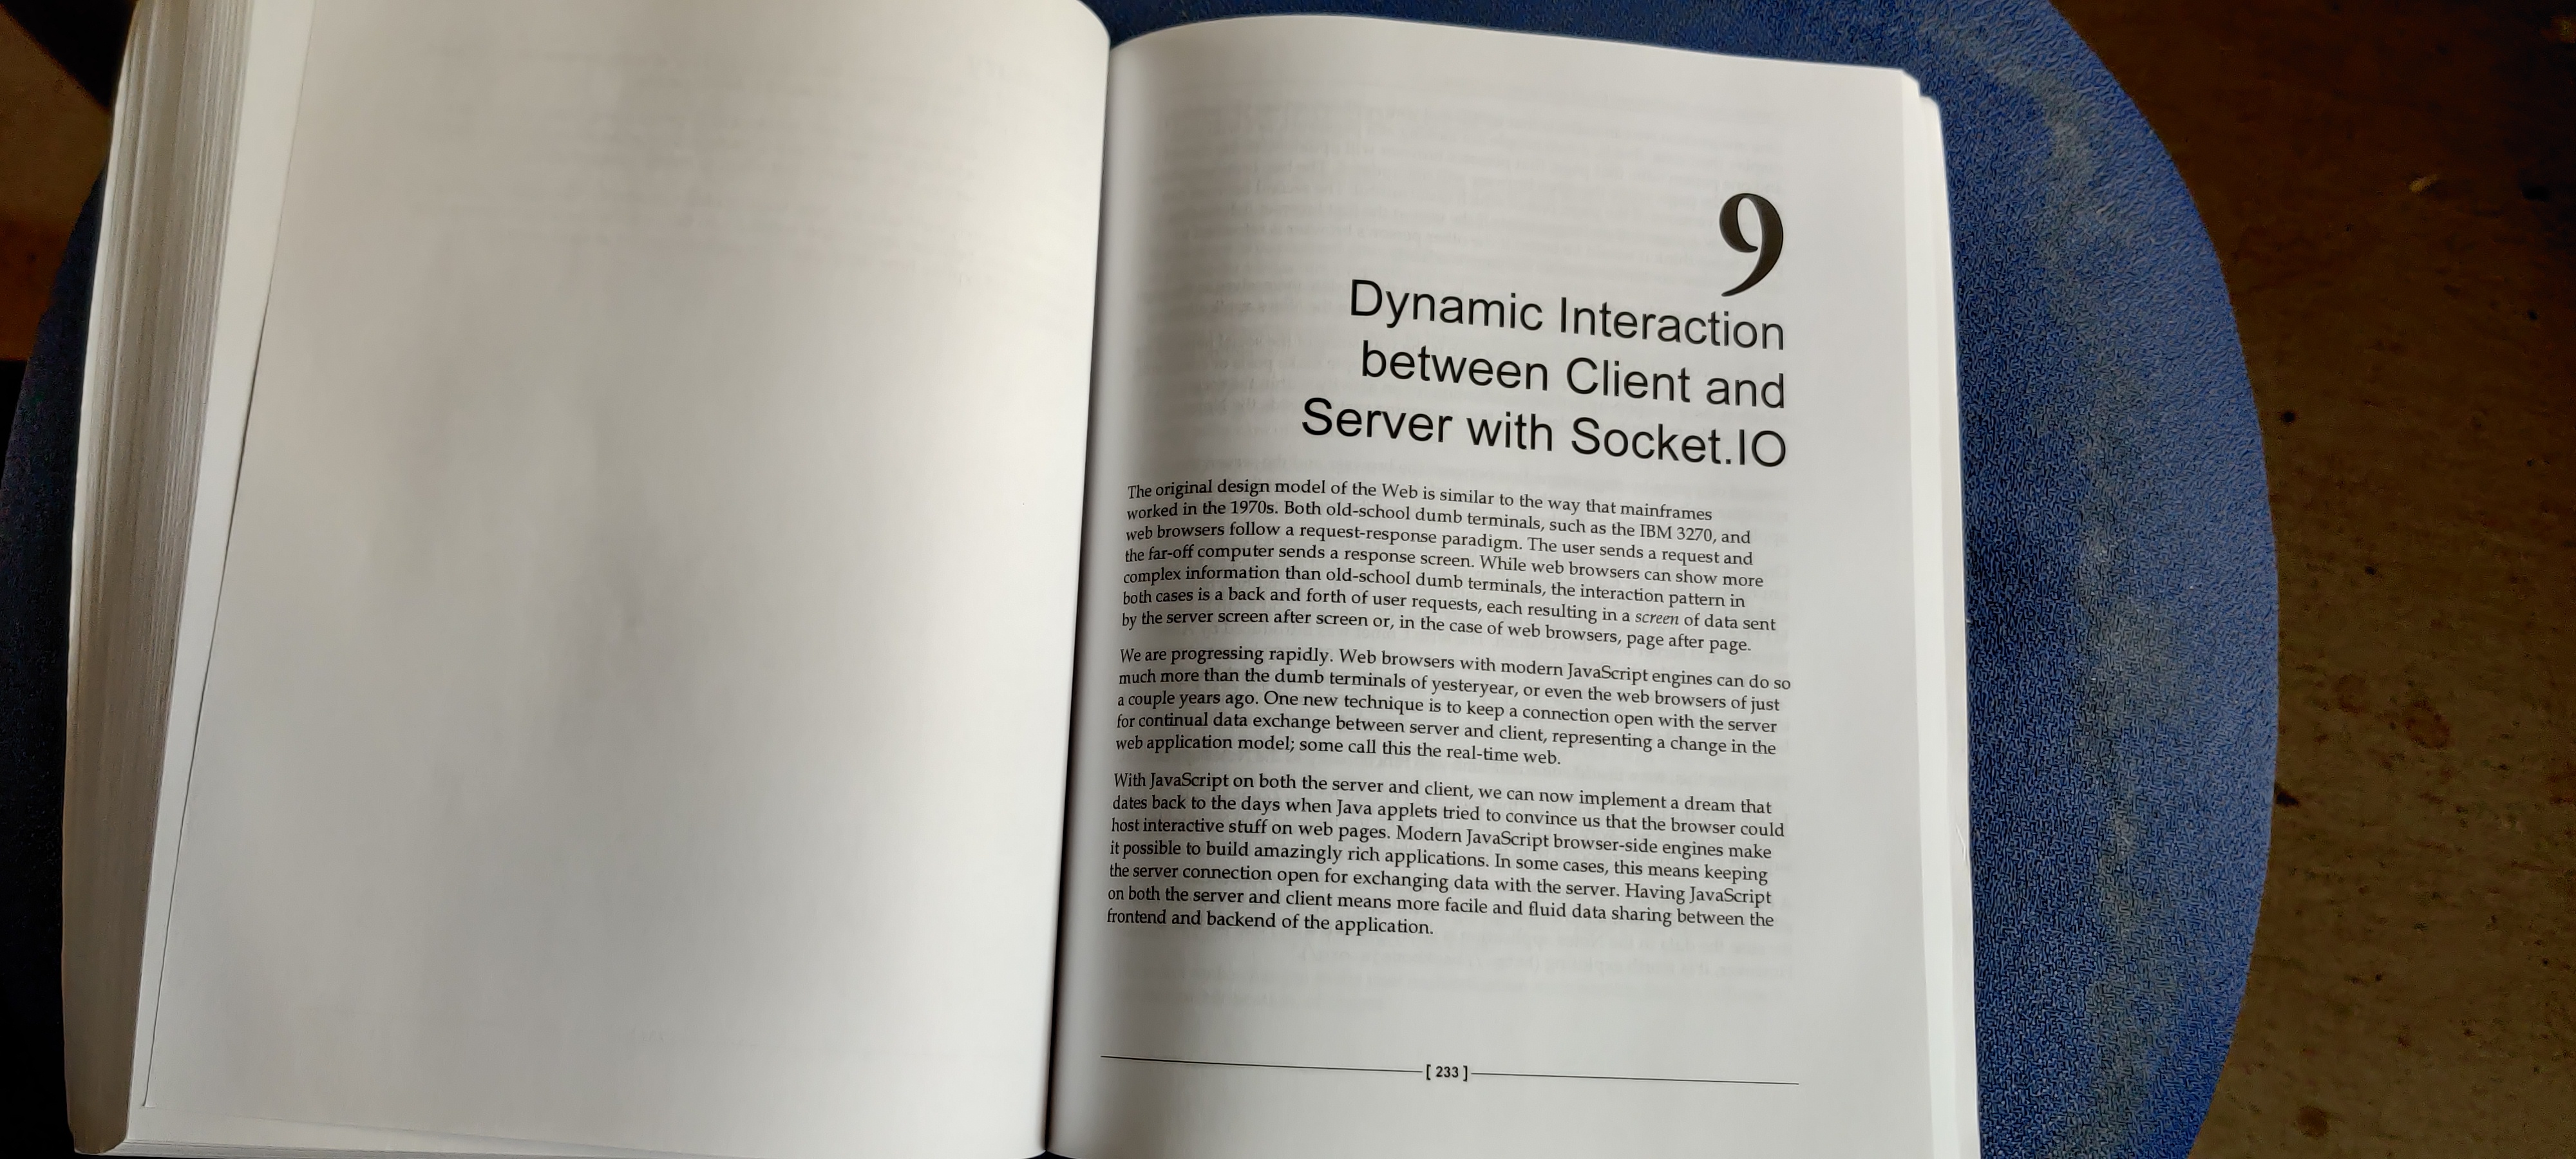 9
Dynamic Interaction
between Client and
Server with Socket.IO
The original design model of the Web is similar to the way that mainframes
worked in the 1970s. Both old-school dumb terminals, such as the IBM 3270, and
web browsers follow a request-response paradigm. The user sends a request and
the far-off computer sends a response screen. While web browsers can show more
complex information than old-school dumb terminals, the interaction pattern in
both cases is a back and forth of user requests, each resulting in a screen of data sent
by the server screen after screen or, in the case of web browsers, page after page.
We are progressing rapidly. Web browsers with modern JavaScript engines can do so
much more than the dumb terminals of yesteryear, or even the web browsers of just
a couple years ago. One new technique is to keep a connection open with the server
for continual data exchange between server and client, representing a change in the
web application model; some call this the real-time web.
With JavaScript on both the server and client, we can now implement a dream that
dates back to the days when Java applets tried to convince us that the browser could
host interactive stuff on web pages. Modern JavaScript browser-side engines make
it possible to build amazingly rich applications. In some cases, this means keeping
the server connection open for exchanging data with the server. Having JavaScript
on both the server and client means more facile and fluid data sharing between the
frontend and backend of the application.
[ 233 ]